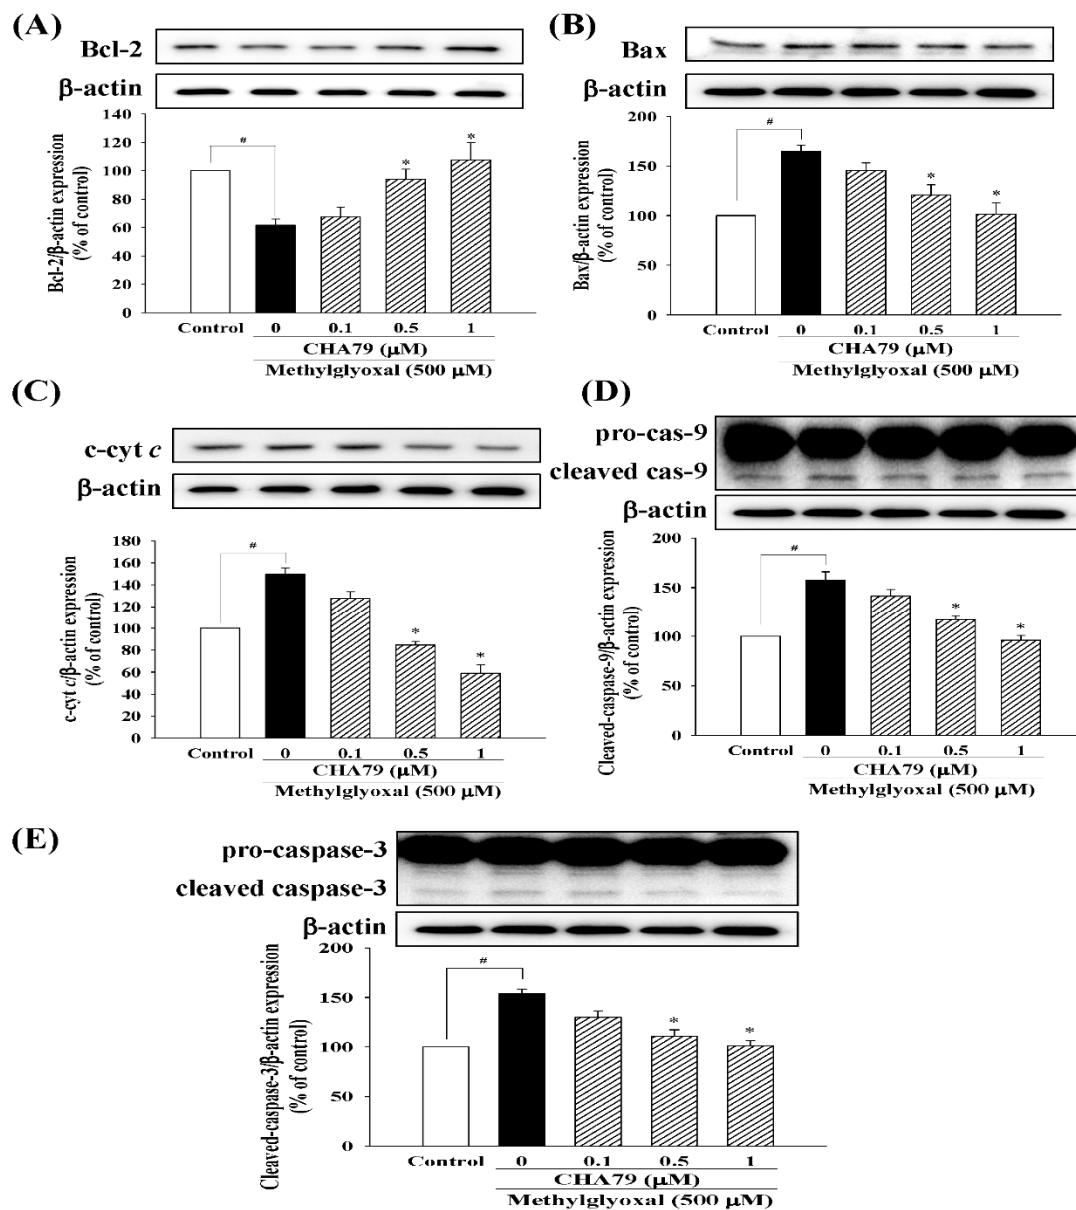 (A)
Bcl-2
β-actin
Bcl-2/β-actin expression
(% of control)
140
120
100
80
60
40
20
0
#
*
*
Control 0 0.1 0.5 1
CHA79 (μM)
Methylglyoxal (500 μM)
(B)
Bax
β-actin
Bax/β-actin expression
(% of control)
200
150
100
50
0
#
*
*
Control 0 0.1 0.5 1
CHA79 (μM)
Methylglyoxal (500 μM)
(C)
c-cyt c
β-actin
c-cyt c/β-actin expression
(% of control)
180
160
140
120
100
80
60
40
20
0
#
*
*
Control 0 0.1 0.5 1
CHA79 (μM)
Methylglyoxal (500 μM)
(D)
pro-cas-9
cleaved cas-9
β-actin
Cleaved-caspase-9/β-actin expression
(% of control)
200
150
100
50
0
#
*
*
Control 0 0.1 0.5 1
CHA79 (μM)
Methylglyoxal (500 μM)
(E)
pro-caspase-3
cleaved caspase-3
β-actin
Cleaved-caspase-3/β-actin expression
(% of control)
200
150
100
50
0
#
*
*
Control 0 0.1 0.5 1
CHA79 (μM)
Methylglyoxal (500 μM)